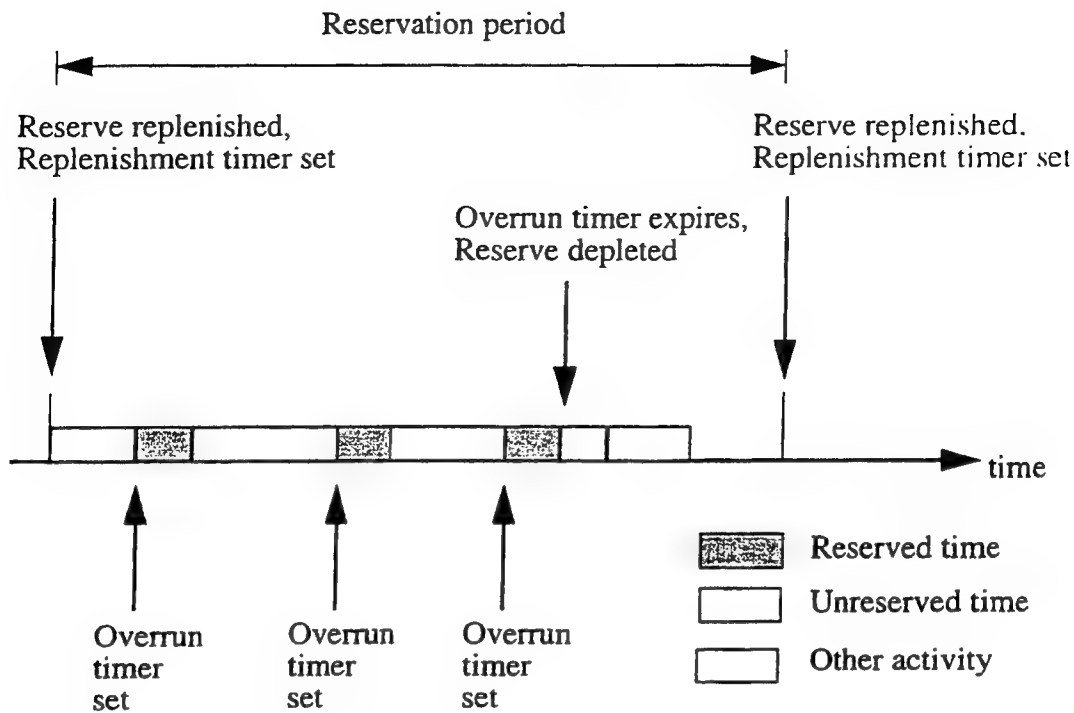 Reservation period
Reserve replenished,
Replenishment timer set
Reserve replenished.
Replenishment timer set
Overrun timer expires,
Reserve depleted
time
Overrun
timer
set
Overrun
timer
set
Overrun
timer
set
Reserved time
Unreserved time
Other activity